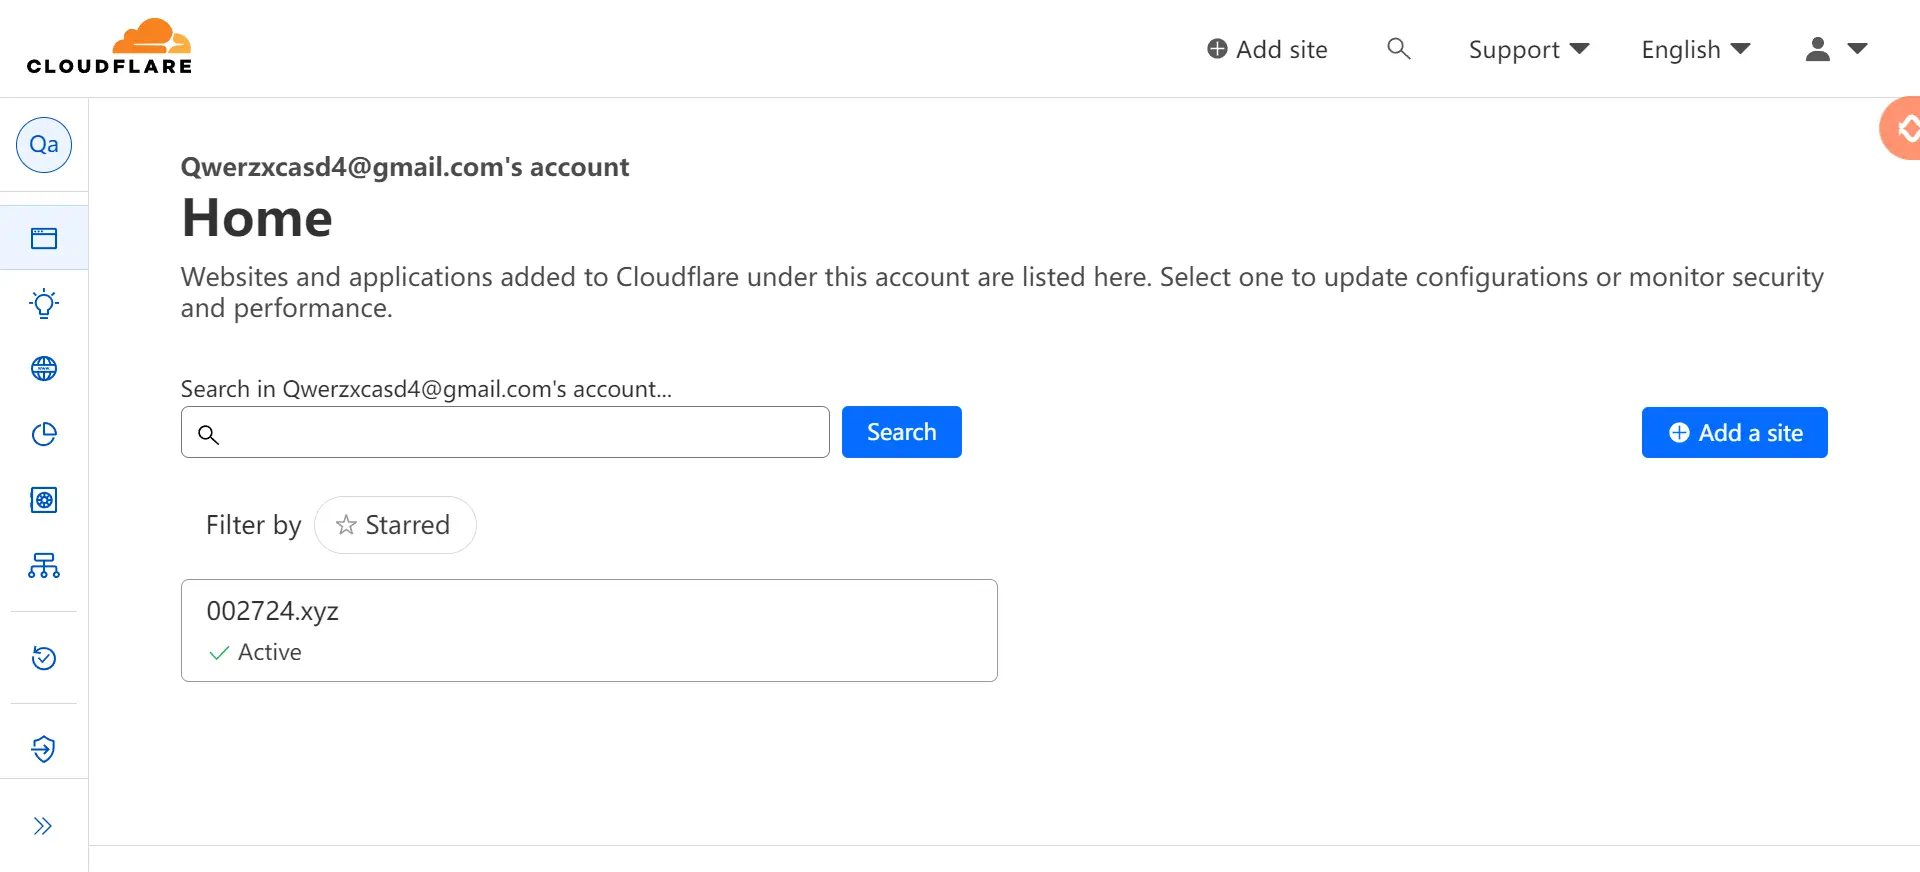 CLOUDFLARE
Add site
Support
English
Qa
Qwerzxcasd4@gmail.com's account
Home
Websites and applications added to Cloudflare under this account are listed here. Select one to update configurations or monitor security
and performance.
Search in Qwerzxcasd4@gmail.com's account...
Search
Add a site
Filter by
Starred
002724.xyz
Active